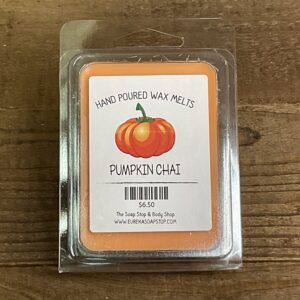 HAND POURED WAX MELTS
PUMPKIN CHAI
$6.50
The Soap Stop & Body Shop
WWW.EUREKASOAPSTOP.COM